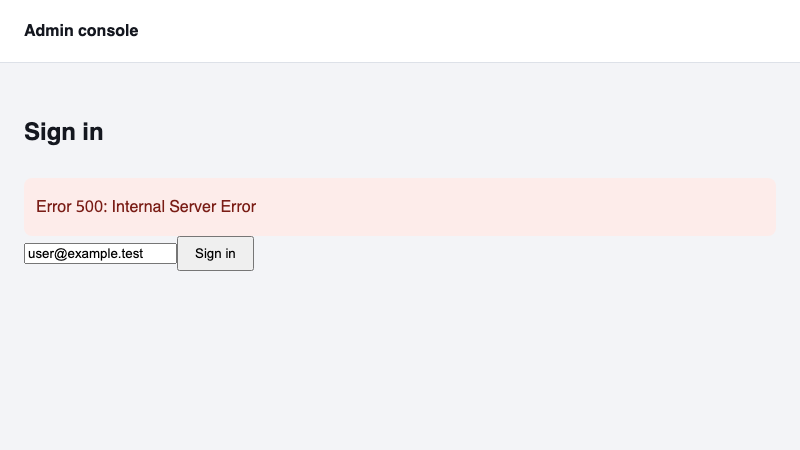 Admin console
Sign in
Error 500: Internal Server Error
user@example.test Sign in